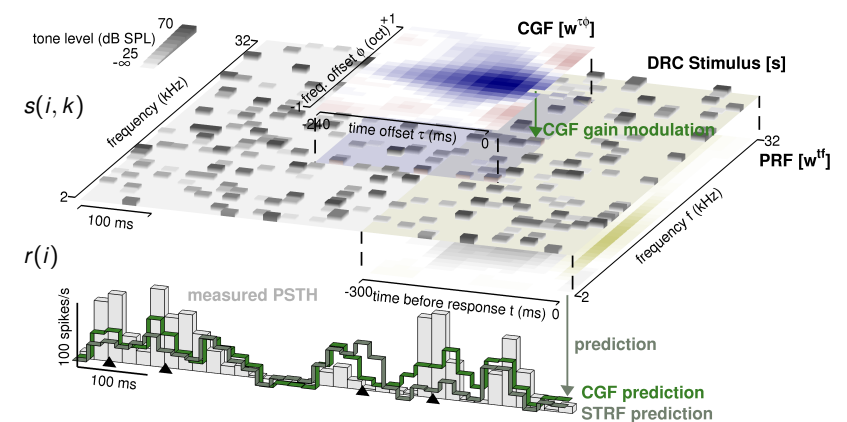 70
+1
tone level (dB SPL)
25
-∞
32
CGF [w^τϕ]
DRC Stimulus [s]
s(i, k)
frequency (kHz)
freq. offset ϕ (oct)
-1
-240
time offset τ (ms)
0
CGF gain modulation
32
PRF [w^tf]
2
100 ms
frequency f (kHz)
r(i)
-300
time before response t (ms)
0
2
measured PSTH
100 spikes/s
100 ms
prediction
CGF prediction
STRF prediction